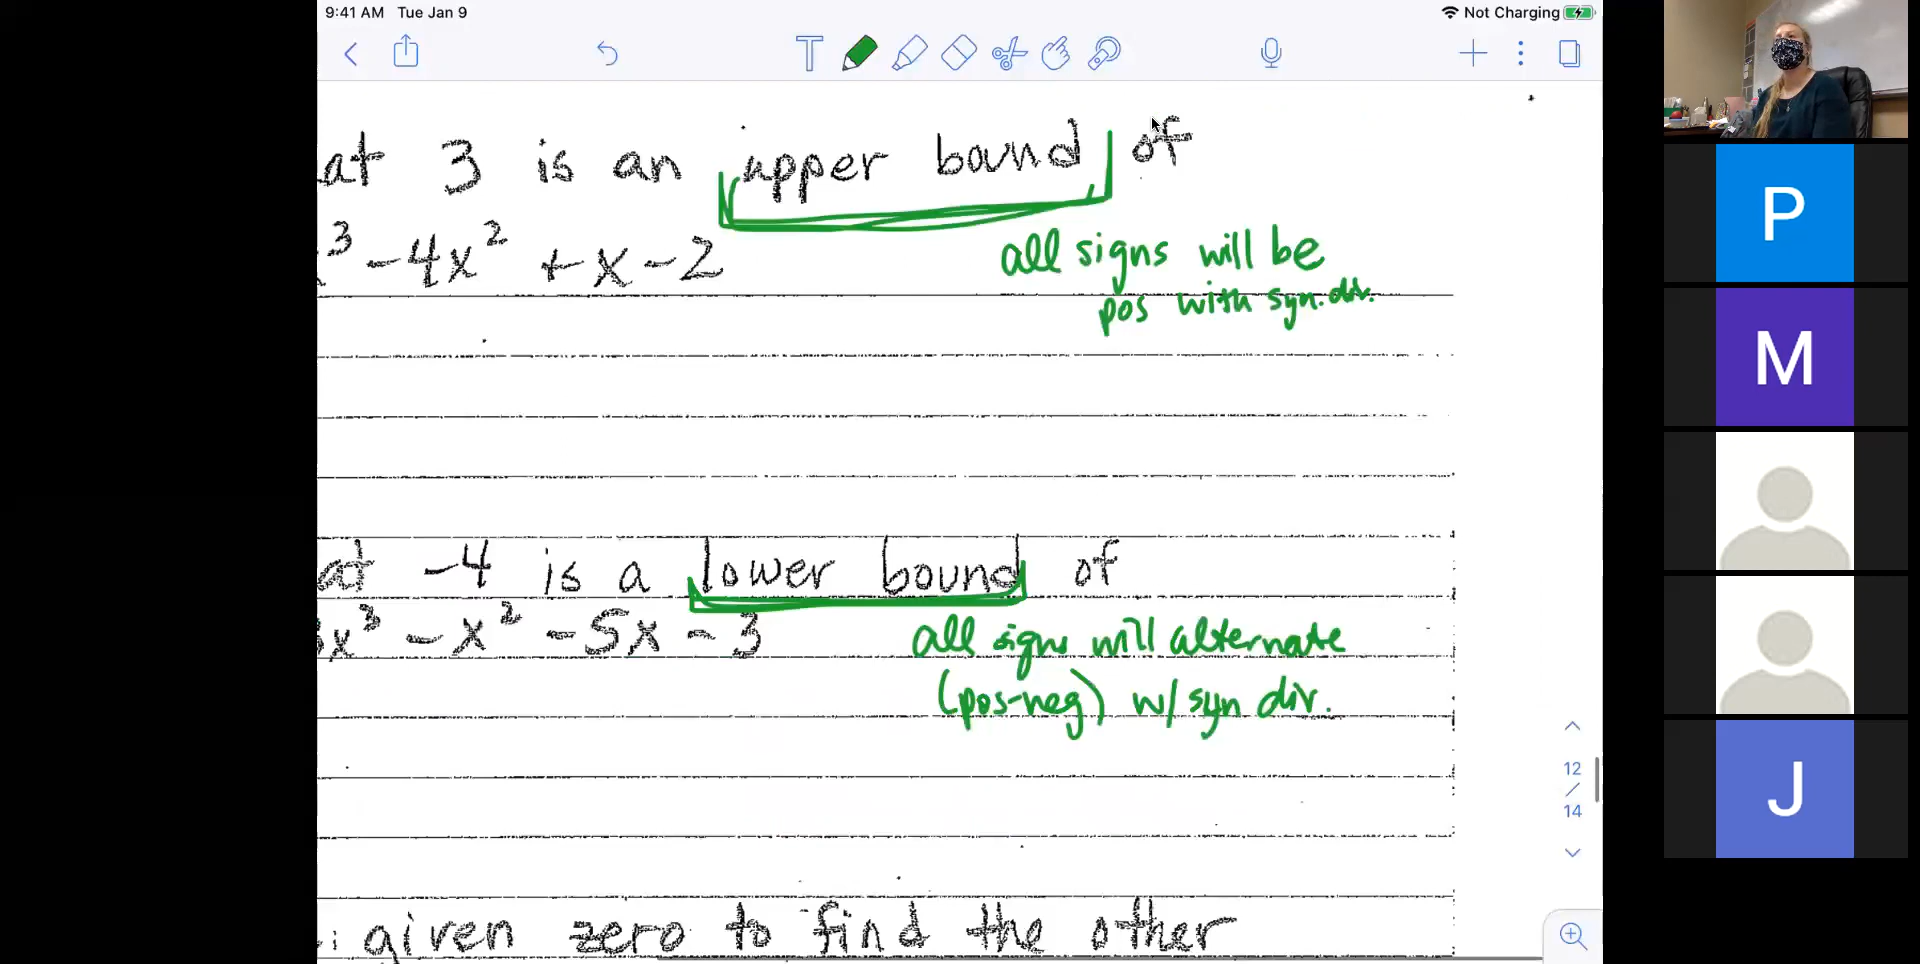 9:41 AM Tue Jan 9
Not Charging
T
at 3 is an upper bound of
³ - 4x² + x - 2
all signs will be
pos with syn. div.
at -4 is a lower bound of
x³ - x² - 5x - 3
all signs will alternate
(pos-neg) w/ syn div.
given zero to find the other
12
/
14
P
M
J